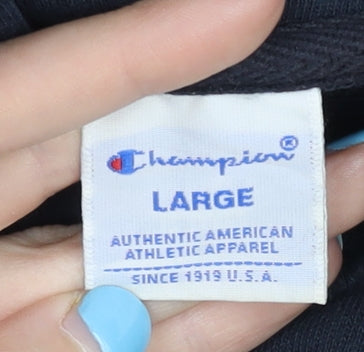 Champion®
LARGE
AUTHENTIC AMERICAN
ATHLETIC APPAREL
SINCE 1919 U.S.A.